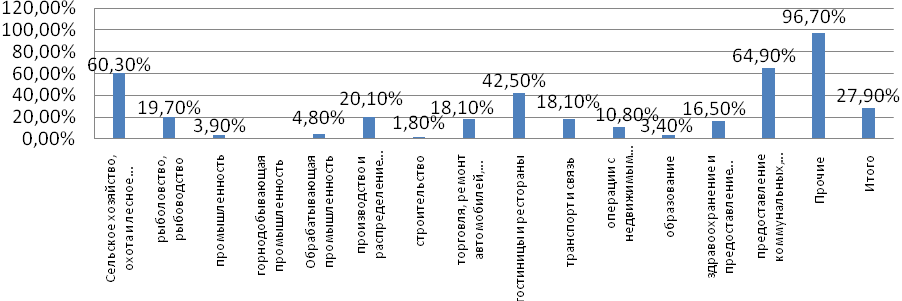 120,00%
100,00%
80,00%
60,00%
40,00%
20,00%
0,00%
60,30%
19,70%
3,90%
4,80%
20,10%
1,80%
18,10%
42,50%
18,10%
10,80%
3,40%
16,50%
64,90%
96,70%
27,90%
Сельское хозяйство,
охота и лесное...
рыболовство,
рыбоводство
промышленность
горнодобывающая
промышленность
Обрабатывающая
промышленность
производство и
распределение...
строительство
торговля, ремонт
автомобилей,...
гостиницы и рестораны
транспорт и связь
операции с
недвижимым...
образование
здравоохранение и
предоставление...
предоставление
коммунальных,...
Прочие
Итого